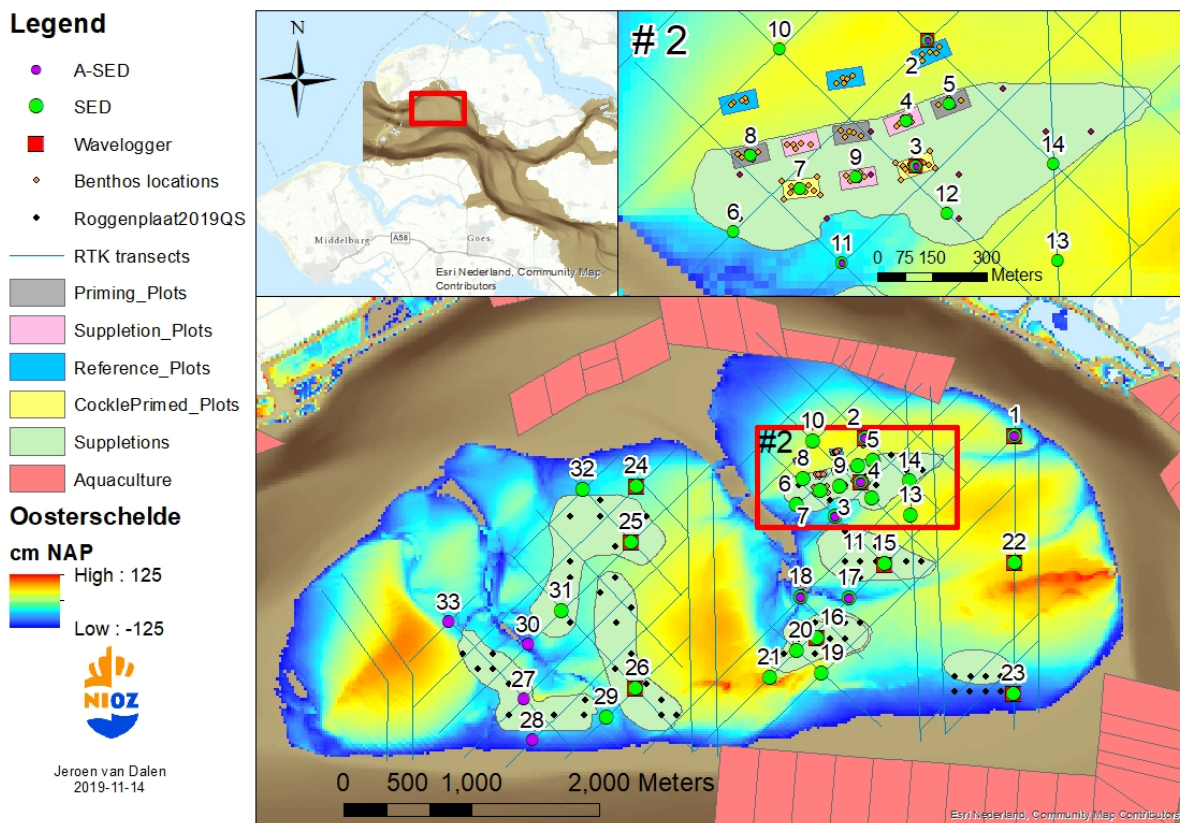 Legend
A-SED
SED
Wavelogger
Benthos locations
Roggenplaat2019QS
RTK transects
Priming_Plots
Suppletion_Plots
Reference_Plots
CocklePrimed_Plots
Suppletions
Aquaculture
Oosterschelde
cm NAP
High : 125
Low : -125
NIOZ
Jeroen van Dalen
2019-11-14
N
Middelburg
A58
Goes
Esri Nederland, Community Map
Contributors
# 2
10
2
5
4
8
3
14
9
7
12
6
11
13
0 75 150 300
Meters
1
10
2
#2
5
8
9
4
14
6
13
7
3
11
15
22
32
24
25
18
17
31
33
30
16
20
21
19
27
26
23
28
29
0 500 1,000 2,000 Meters
Esri Nederland, Community Map Contributors